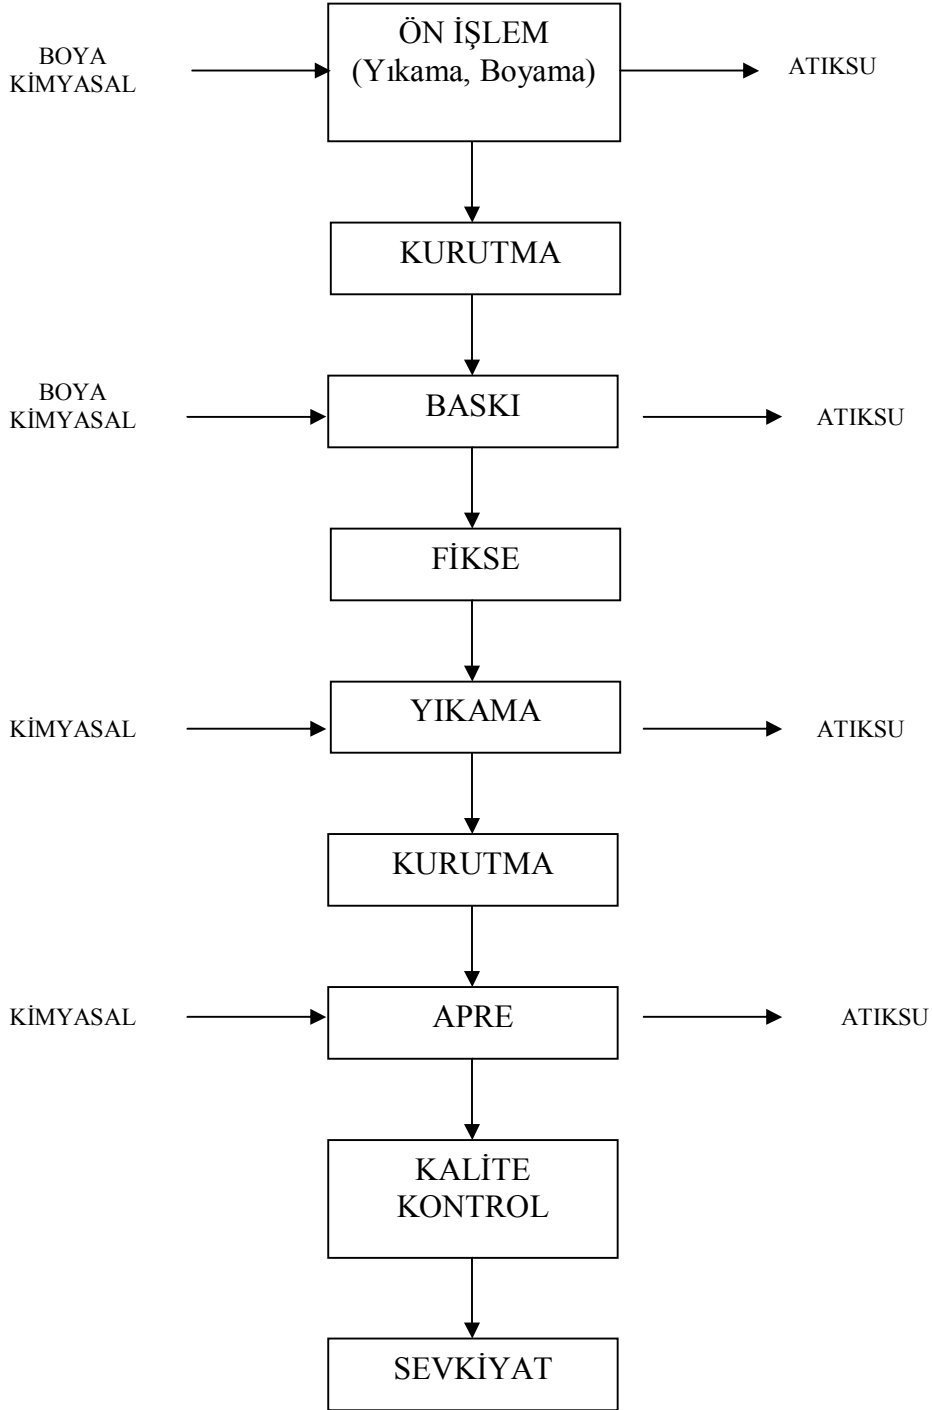 BOYA
KİMYASAL
ÖN İŞLEM
(Yıkama, Boyama)
ATIKSU
KURUTMA
BOYA
KİMYASAL
BASKI
ATIKSU
FİKSE
KİMYASAL
YIKAMA
ATIKSU
KURUTMA
KİMYASAL
APRE
ATIKSU
KALİTE
KONTROL
SEVKİYAT